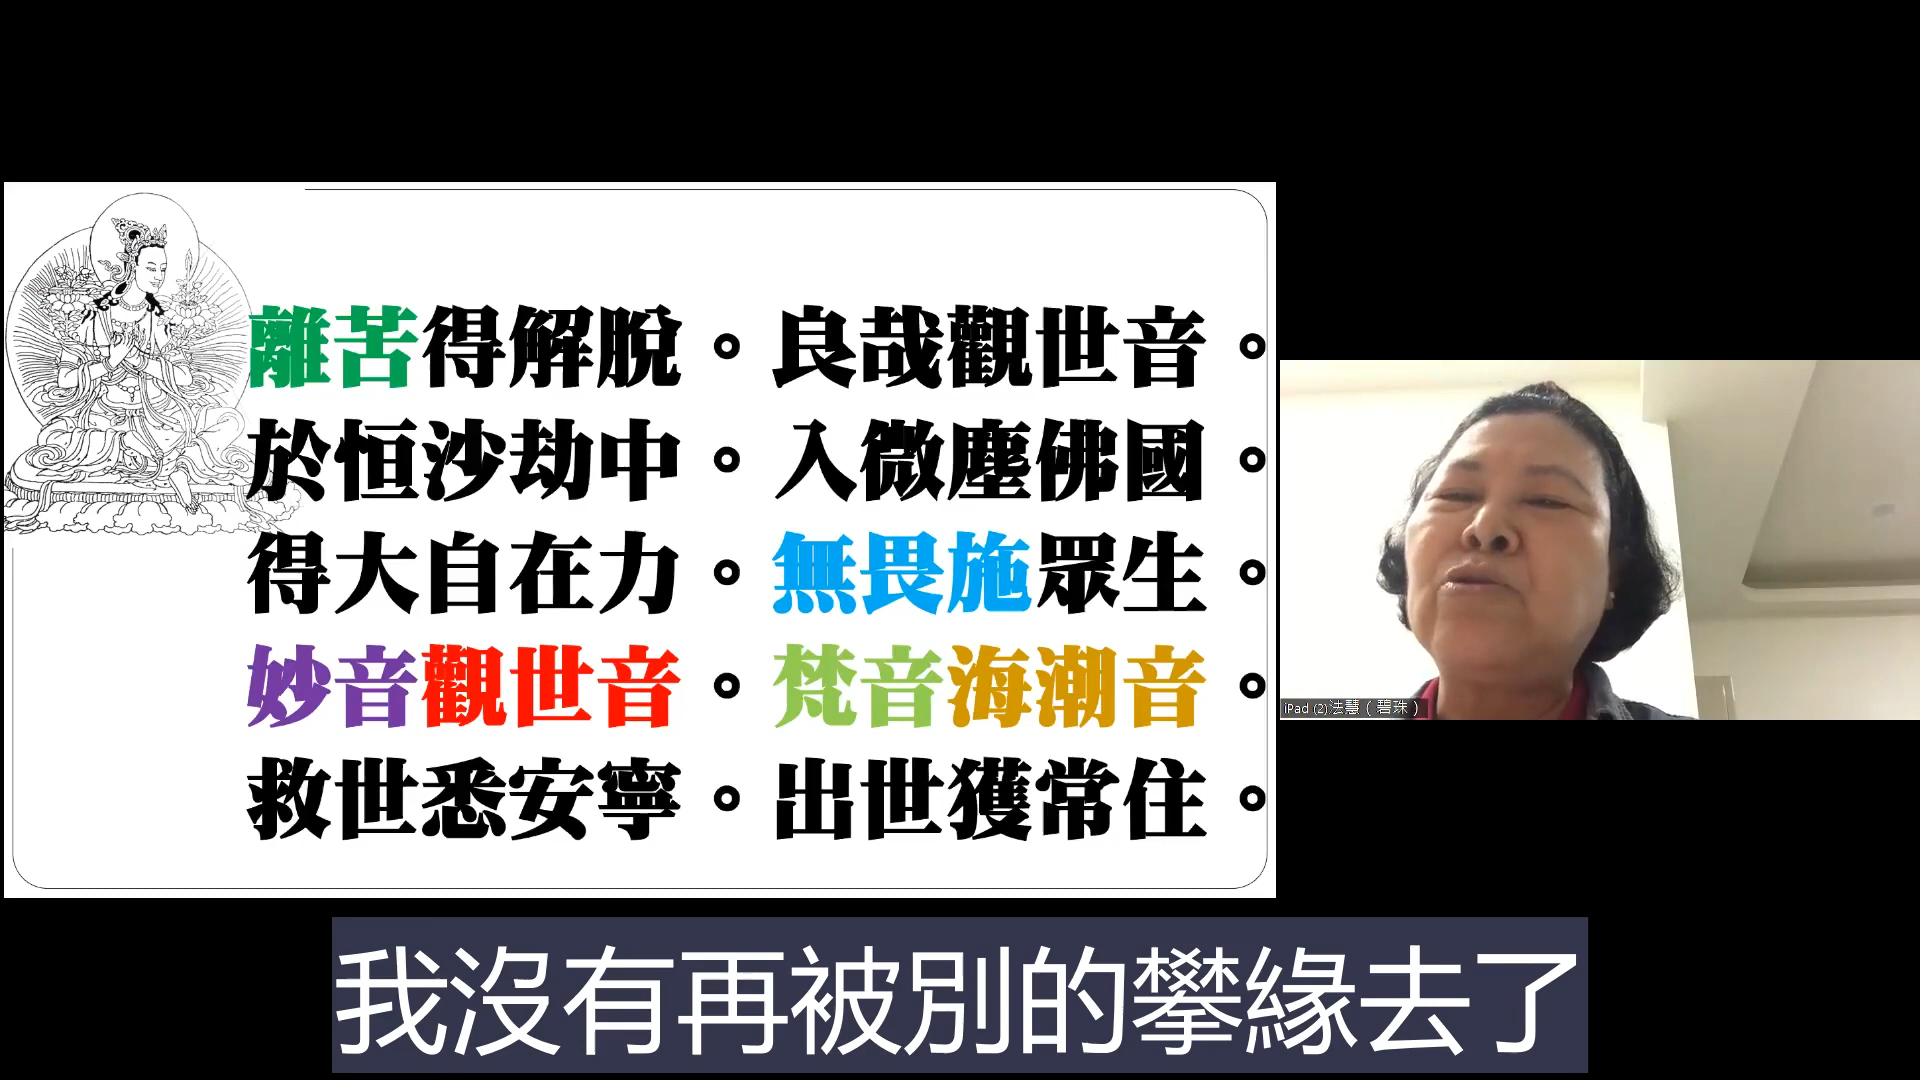 離苦得解脫。良哉觀世音。
於恒沙劫中。入微塵佛國。
得大自在力。無畏施眾生。
妙音觀世音。梵音海潮音。
救世悉安寧。出世獲常住。
iPad (2)法慧（碧珠）
我沒有再被別的攀緣去了